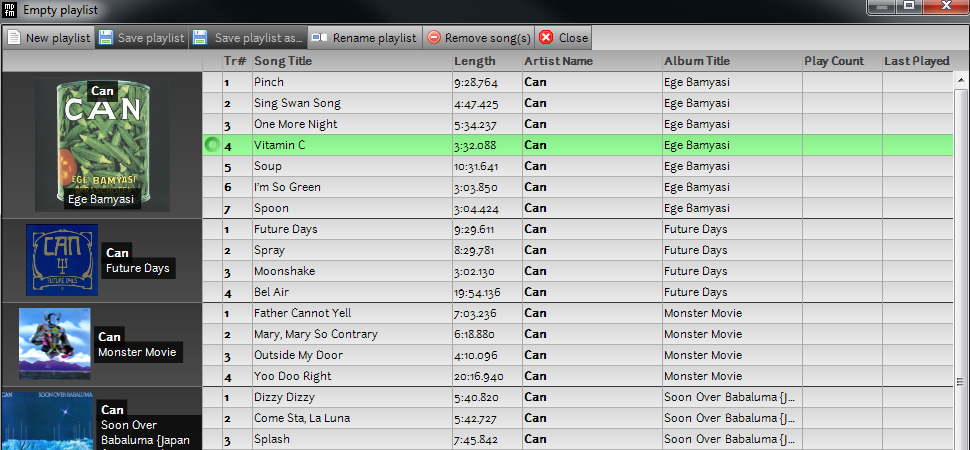 mp
fm
Empty playlist
New playlist Save playlist Save playlist as... Rename playlist Remove song(s) Close
Tr# Song Title Length Artist Name Album Title Play Count Last Played
Can
CAN
EGE BAMYASI
Ege Bamyasi
1 Pinch 9:28.764 Can Ege Bamyasi
2 Sing Swan Song 4:47.425 Can Ege Bamyasi
3 One More Night 5:34.237 Can Ege Bamyasi
4 Vitamin C 3:32.088 Can Ege Bamyasi
5 Soup 10:31.641 Can Ege Bamyasi
6 I'm So Green 3:03.850 Can Ege Bamyasi
7 Spoon 3:04.424 Can Ege Bamyasi
CAN
FUTURE DAYS
Can
Future Days
1 Future Days 9:29.611 Can Future Days
2 Spray 8:29.781 Can Future Days
3 Moonshake 3:02.130 Can Future Days
4 Bel Air 19:54.136 Can Future Days
Can
Monster Movie
1 Father Cannot Yell 7:03.236 Can Monster Movie
2 Mary, Mary So Contrary 6:18.880 Can Monster Movie
3 Outside My Door 4:10.096 Can Monster Movie
4 Yoo Doo Right 20:16.940 Can Monster Movie
CAN SOON OVER BABALUMA
Can
Soon Over
Babaluma {Japan
1 Dizzy Dizzy 5:40.820 Can Soon Over Babaluma {J...
2 Come Sta, La Luna 5:42.727 Can Soon Over Babaluma {J...
3 Splash 7:45.842 Can Soon Over Babaluma {J...